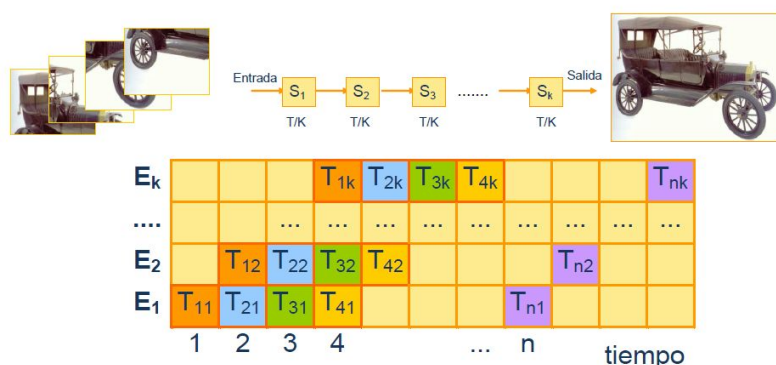 Entrada S1 S2 S3 ....... Sk Salida
T/K T/K T/K T/K
Ek T1k T2k T3k T4k Tnk
.... ... ... ... ... ... ... ... ... ...
E2 T12 T22 T32 T42 Tn2
E1 T11 T21 T31 T41 Tn1
1 2 3 4 ... n tiempo